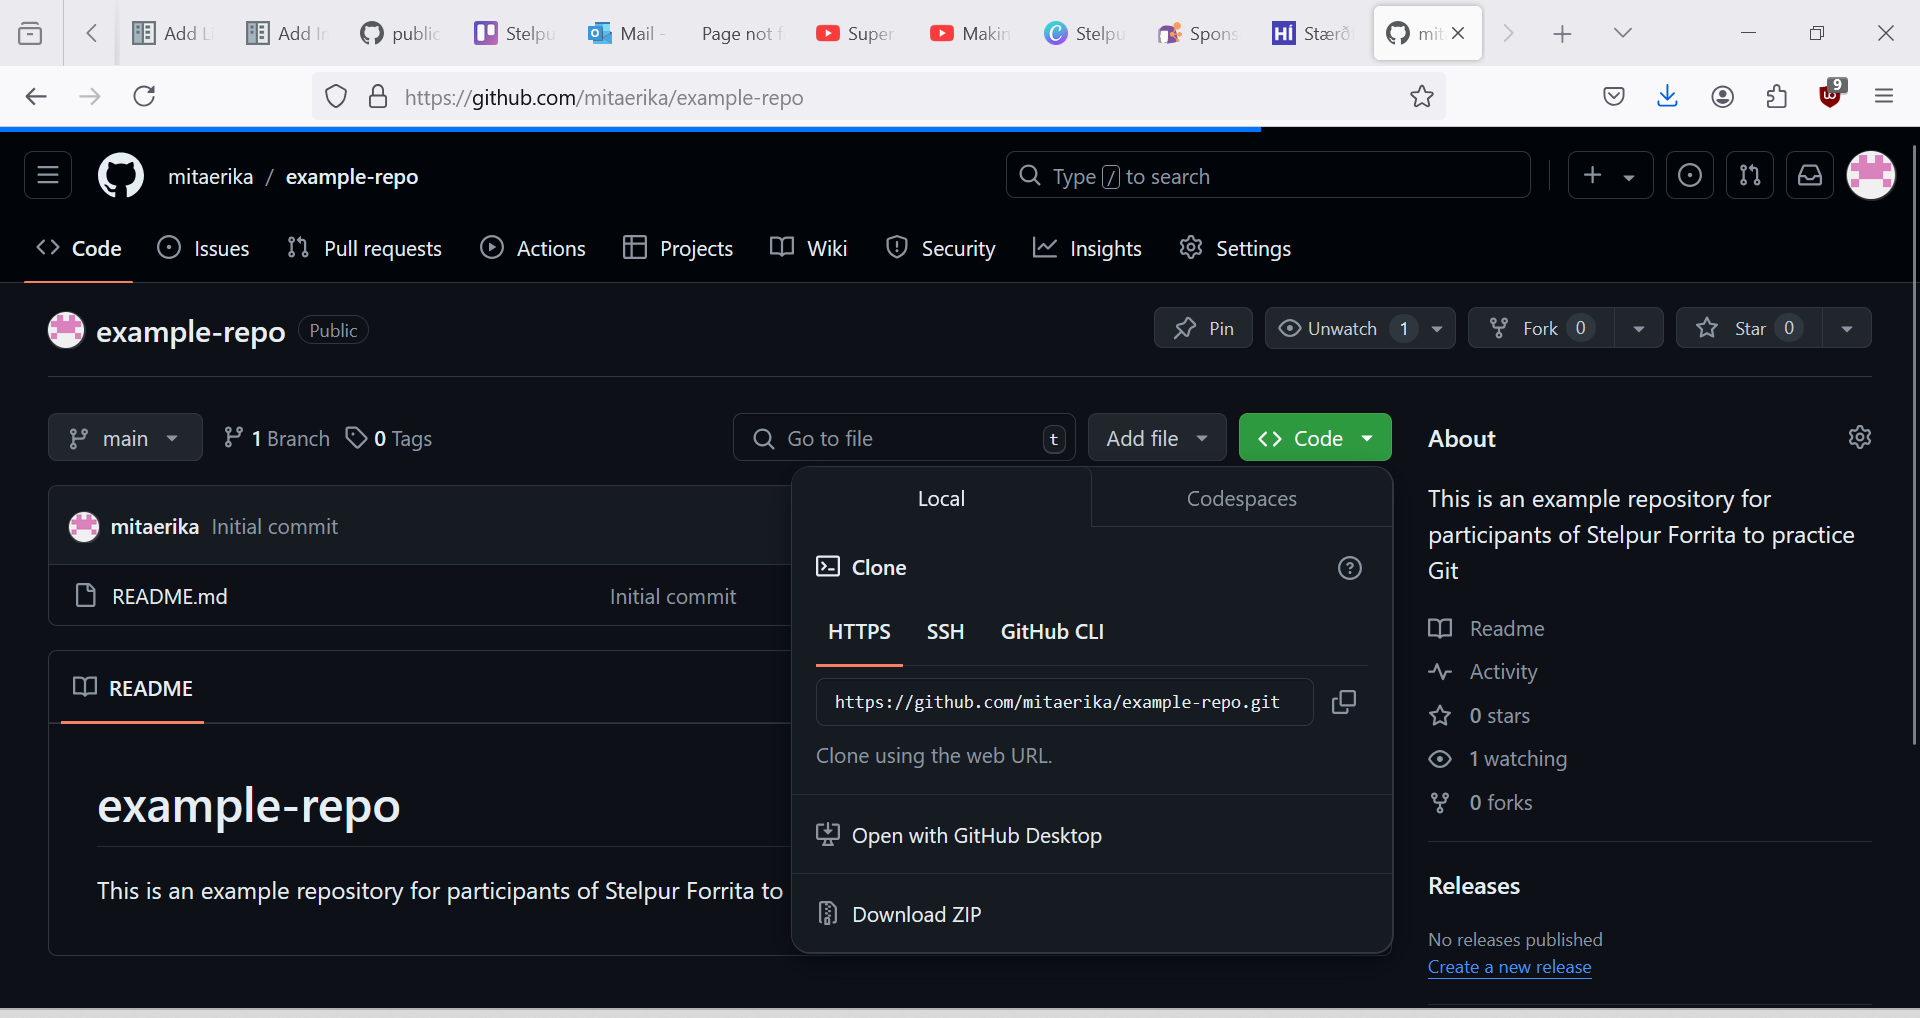 Add Li
Add In
public
Stelpu
Mail -
Page not f
Super
Makin
Stelpu
Spons
HÍ Stærð
mit
https://github.com/mitaerika/example-repo
9
mitaerika / example-repo
Type / to search
Code
Issues
Pull requests
Actions
Projects
Wiki
Security
Insights
Settings
example-repo Public
Pin
Unwatch 1
Fork 0
Star 0
main
1 Branch
0 Tags
Go to file t
Add file
Code
mitaerika Initial commit
README.md Initial commit
README
example-repo
This is an example repository for participants of Stelpur Forrita to
Local
Codespaces
Clone
HTTPS
SSH
GitHub CLI
https://github.com/mitaerika/example-repo.git
Clone using the web URL.
Open with GitHub Desktop
Download ZIP
About
This is an example repository for
participants of Stelpur Forrita to practice
Git
Readme
Activity
0 stars
1 watching
0 forks
Releases
No releases published
Create a new release